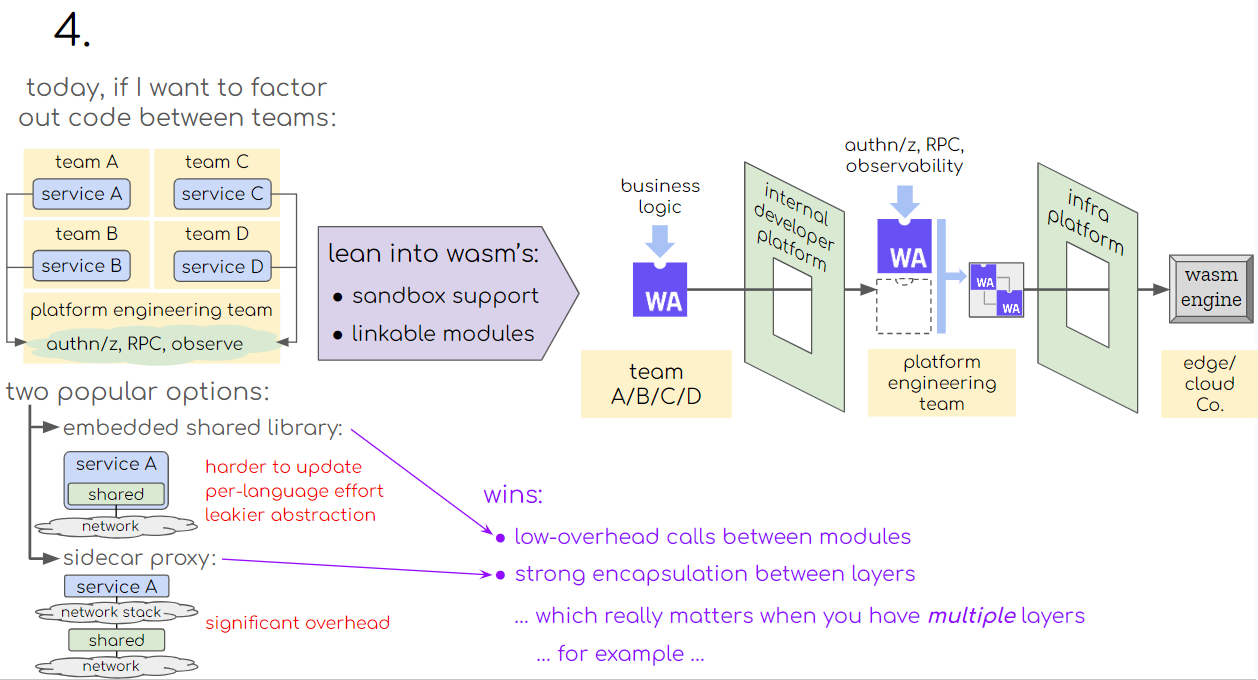 4.
today, if I want to factor
out code between teams:
team A
service A
team C
service C
team B
service B
team D
service D
platform engineering team
authn/z, RPC, observe
two popular options:
embedded shared library:
service A
shared
network
harder to update
per-language effort
leakier abstraction
sidecar proxy:
service A
network stack
shared
network
significant overhead
lean into wasm's:
● sandbox support
● linkable modules
business
logic
WA
team
A/B/C/D
internal
developer
platform
authn/z, RPC,
observability
WA
WA
WA
platform
engineering
team
infra
platform
wasm
engine
edge/
cloud
Co.
wins:
● low-overhead calls between modules
● strong encapsulation between layers
... which really matters when you have multiple layers
... for example ...